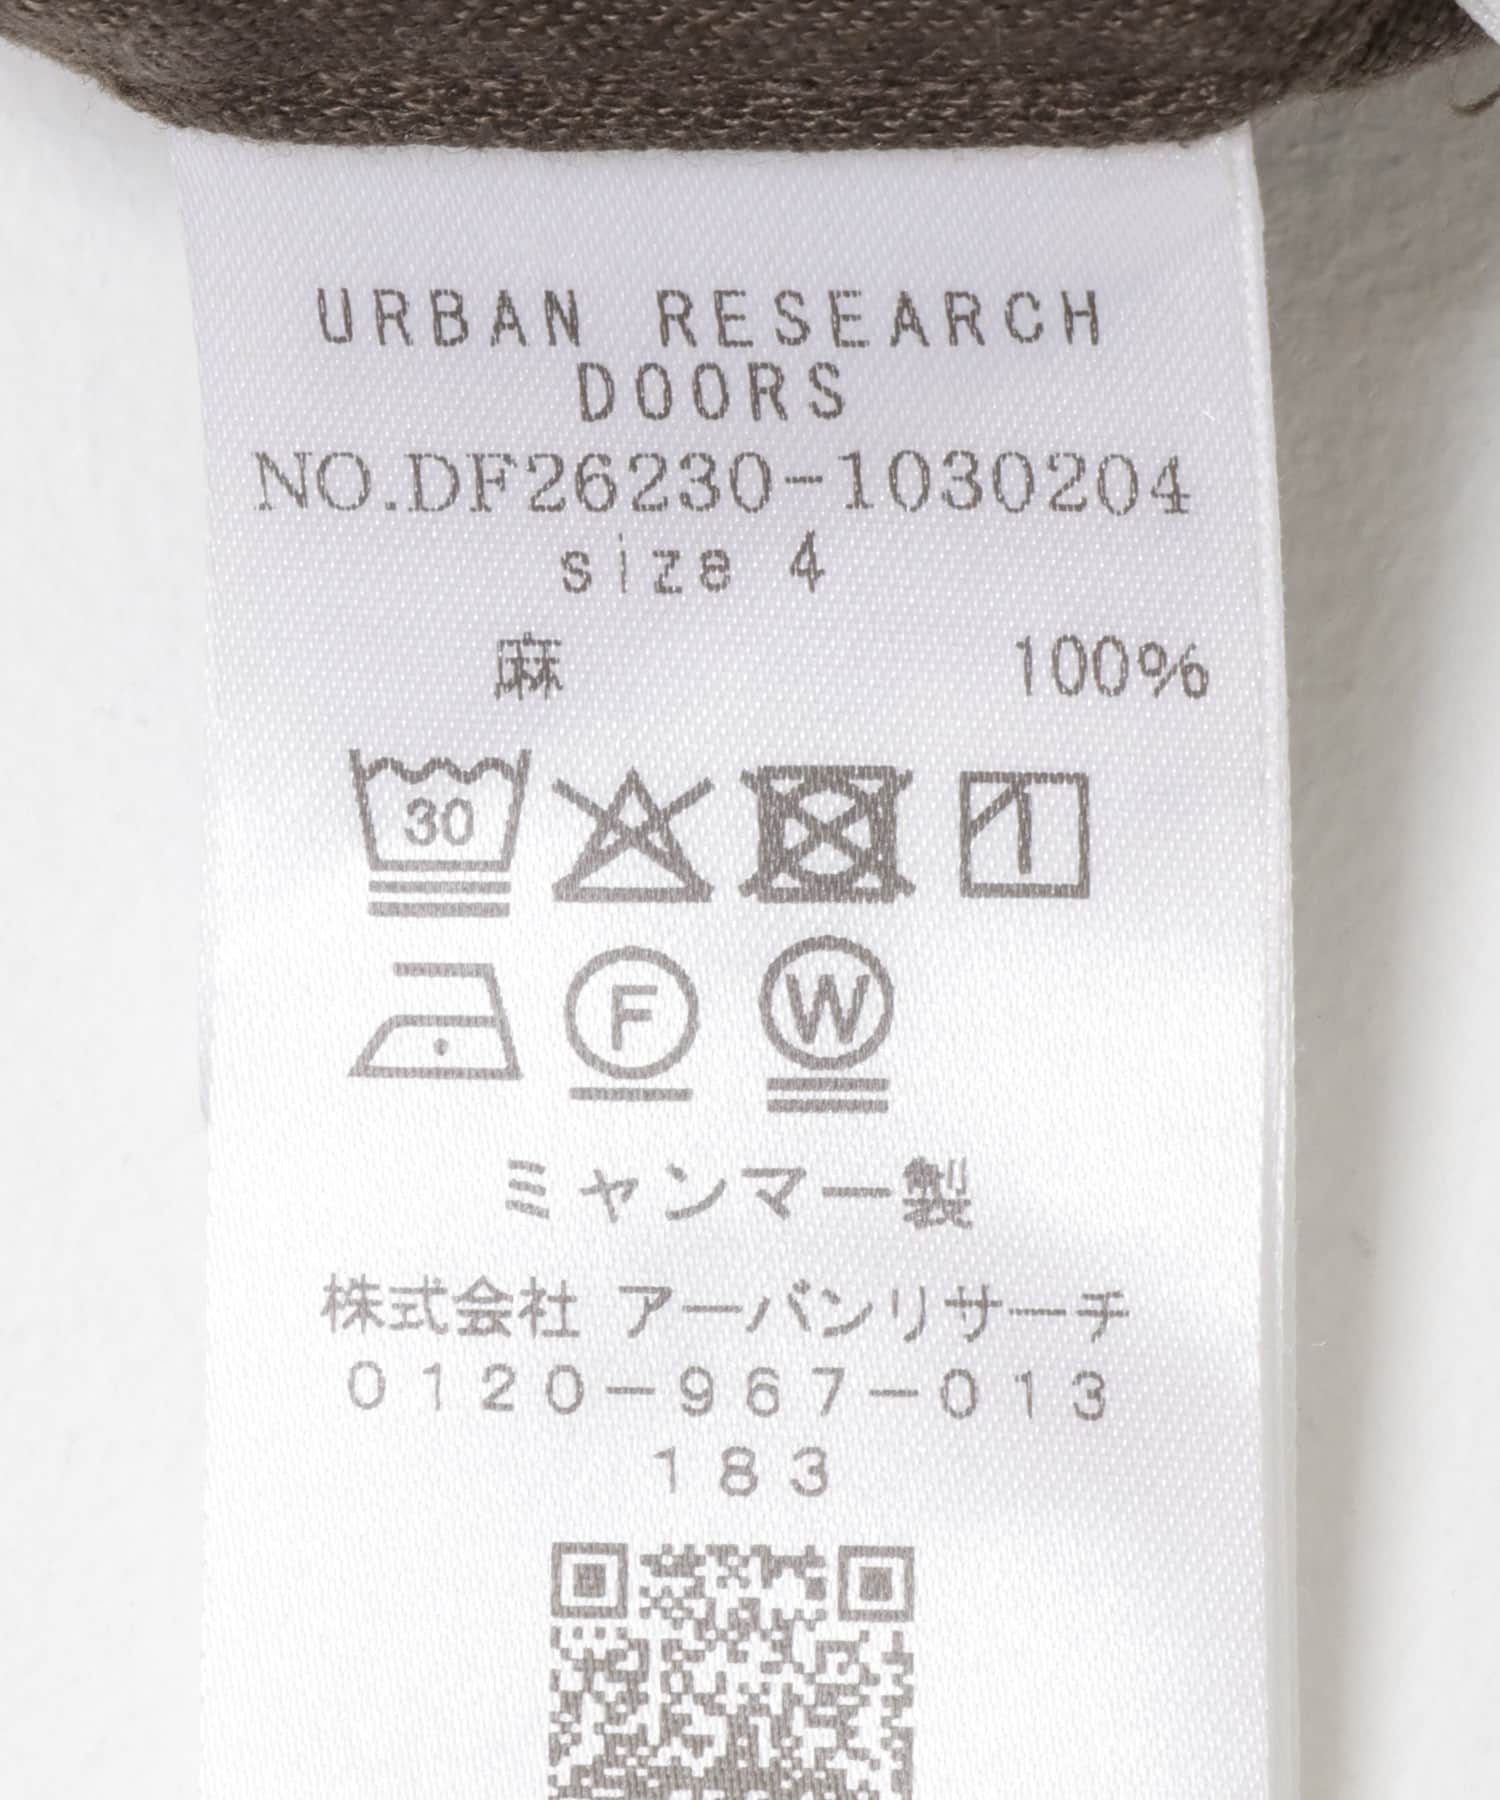 URBAN RESEARCH
DOORS
NO.DF26230-1030204
size 4
麻 100%
30
F W
ミャンマー製
株式会社 アーバンリサーチ
0120-967-013
183